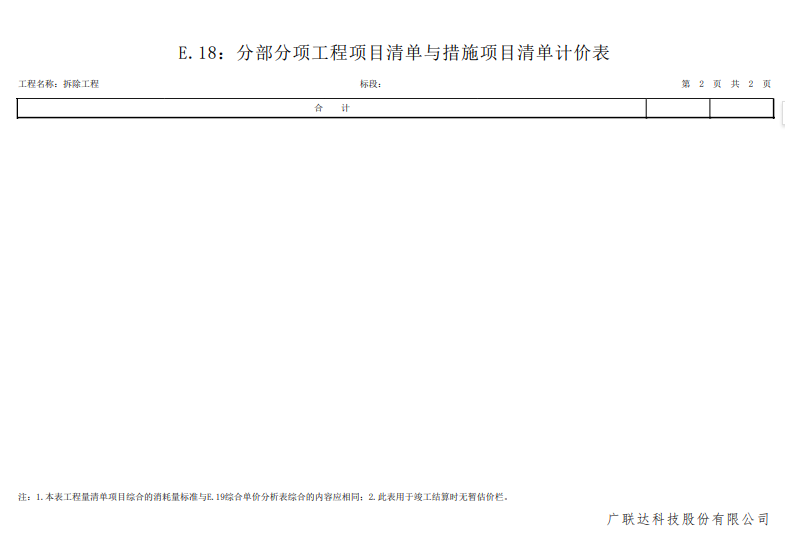 E.18：分部分项工程项目清单与措施项目清单计价表
工程名称：拆除工程 标段： 第 2 页 共 2 页
合 计
注：1.本表工程量清单项目综合的消耗量标准与E.19综合单价分析表综合的内容应相同；2.此表用于竣工结算时无暂估价栏。
广联达科技股份有限公司